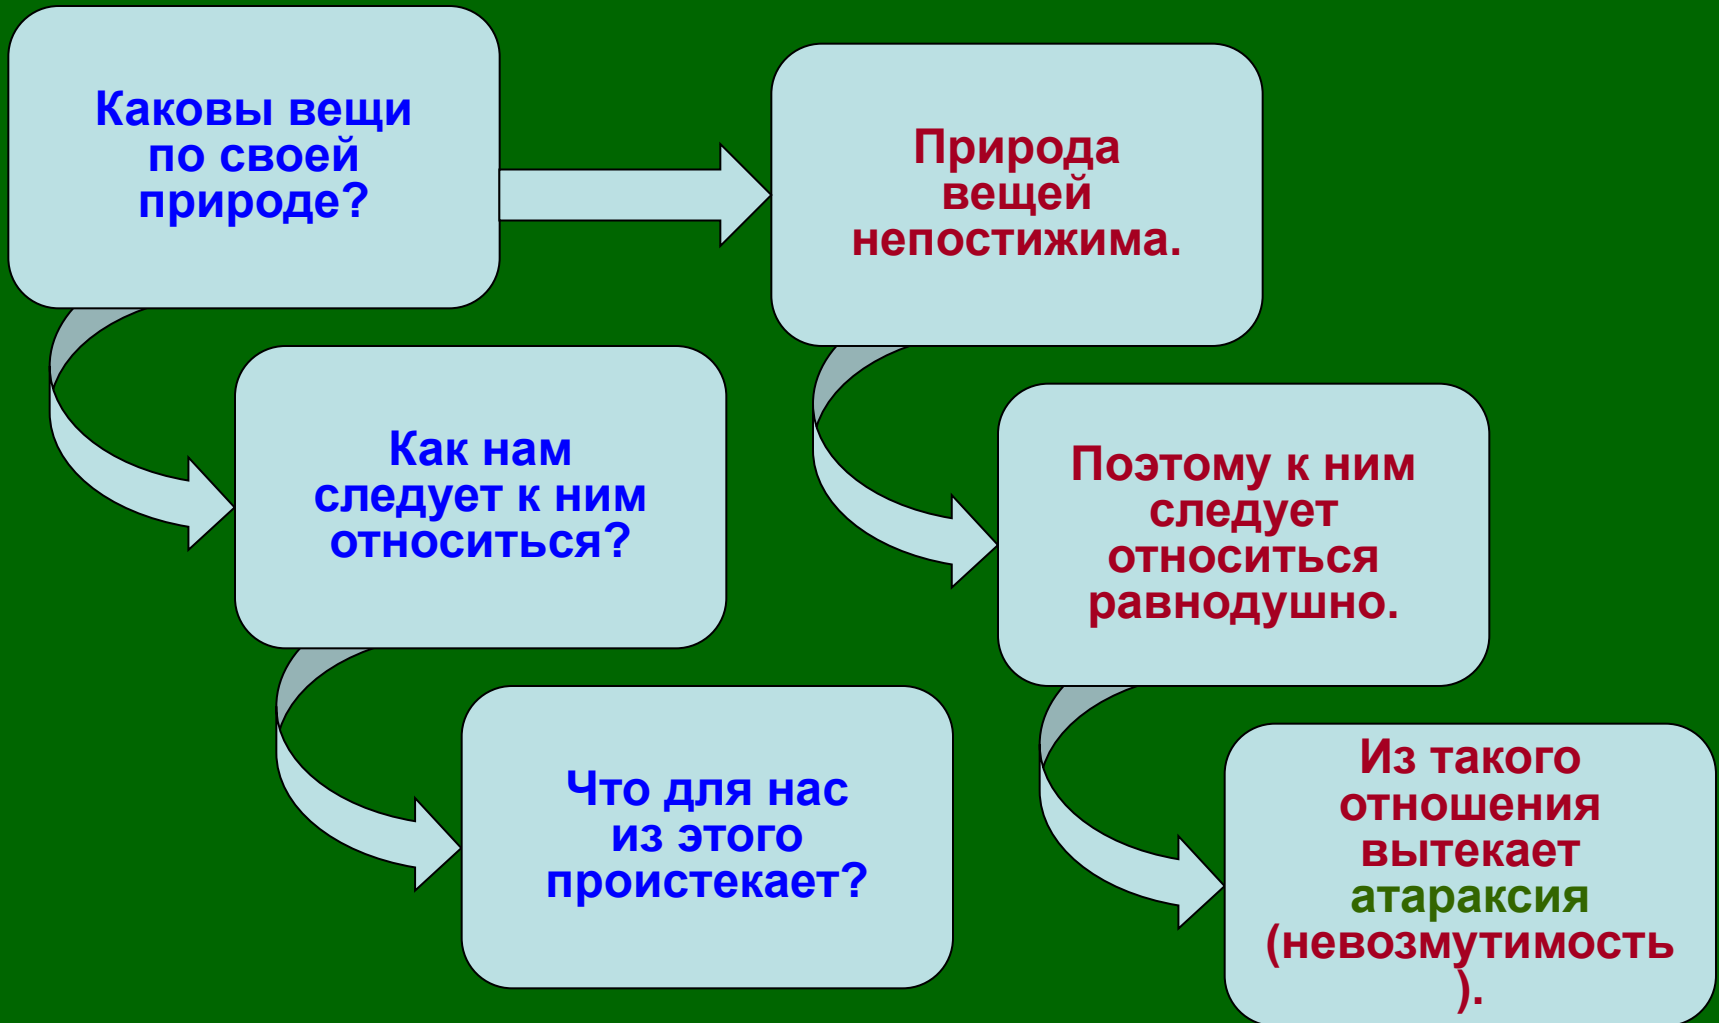 Каковы вещи
по своей
природе?
Природа
вещей
непостижима.
Как нам
следует к ним
относиться?
Поэтому к ним
следует
относиться
равнодушно.
Что для нас
из этого
проистекает?
Из такого
отношения
вытекает
атараксия
(невозмутимость
).